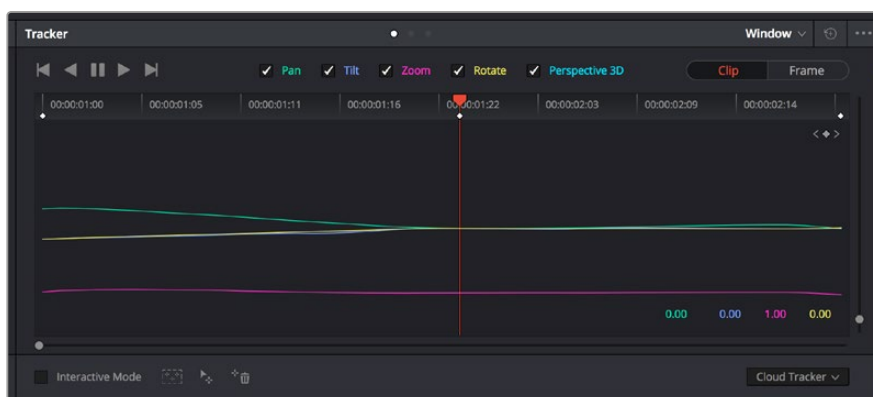 Tracker
Window
Pan Tilt Zoom Rotate Perspective 3D Clip Frame
00:00:01:00 00:00:01:05 00:00:01:11 00:00:01:16 00:00:01:22 00:00:02:03 00:00:02:09 00:00:02:14
0.00 0.00 1.00 0.00
Interactive Mode Cloud Tracker